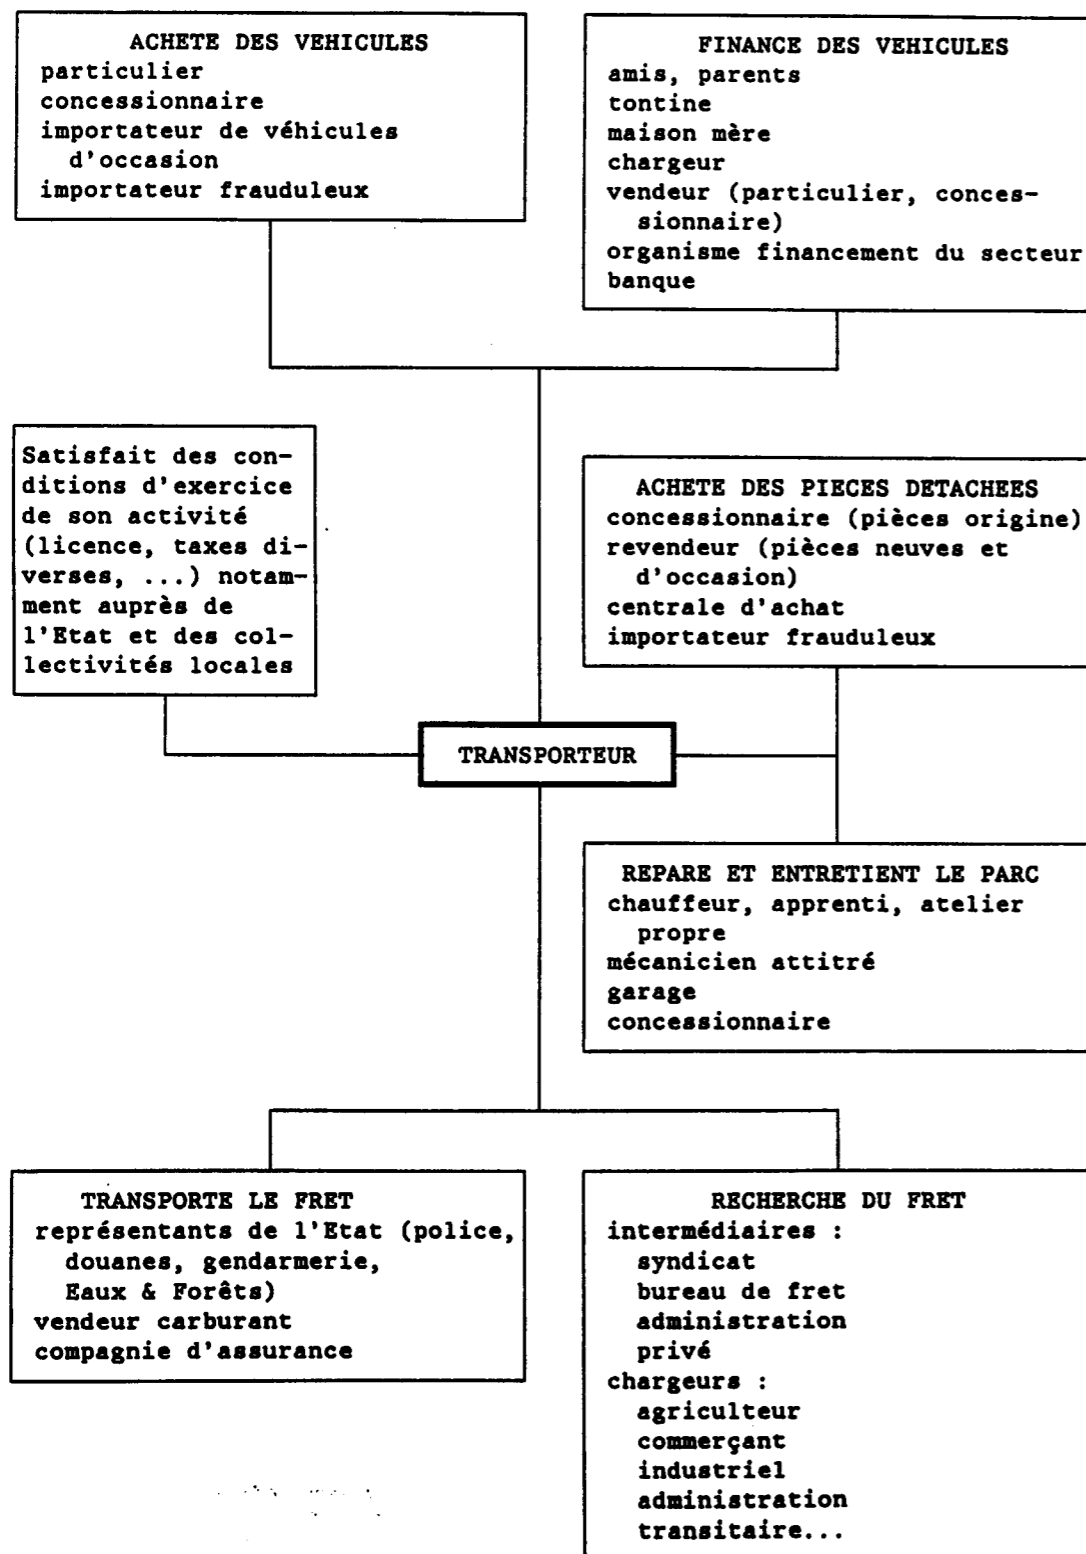 ACHETE DES VEHICULES
particulier
concessionnaire
importateur de véhicules
d'occasion
importateur frauduleux
FINANCE DES VEHICULES
amis, parents
tontine
maison mère
chargeur
vendeur (particulier, conces-
sionnaire)
organisme financement du secteur
banque
Satisfait des con-
ditions d'exercice
de son activité
(licence, taxes di-
verses, ...) notam-
ment auprès de
l'Etat et des col-
lectivités locales
ACHETE DES PIECES DETACHEES
concessionnaire (pièces origine)
revendeur (pièces neuves et
d'occasion)
centrale d'achat
importateur frauduleux
TRANSPORTEUR
REPARE ET ENTRETIENT LE PARC
chauffeur, apprenti, atelier
propre
mécanicien attitré
garage
concessionnaire
TRANSPORTE LE FRET
représentants de l'Etat (police,
douanes, gendarmerie,
Eaux & Forêts)
vendeur carburant
compagnie d'assurance
RECHERCHE DU FRET
intermédiaires :
syndicat
bureau de fret
administration
privé
chargeurs :
agriculteur
commerçant
industriel
administration
transitaire...